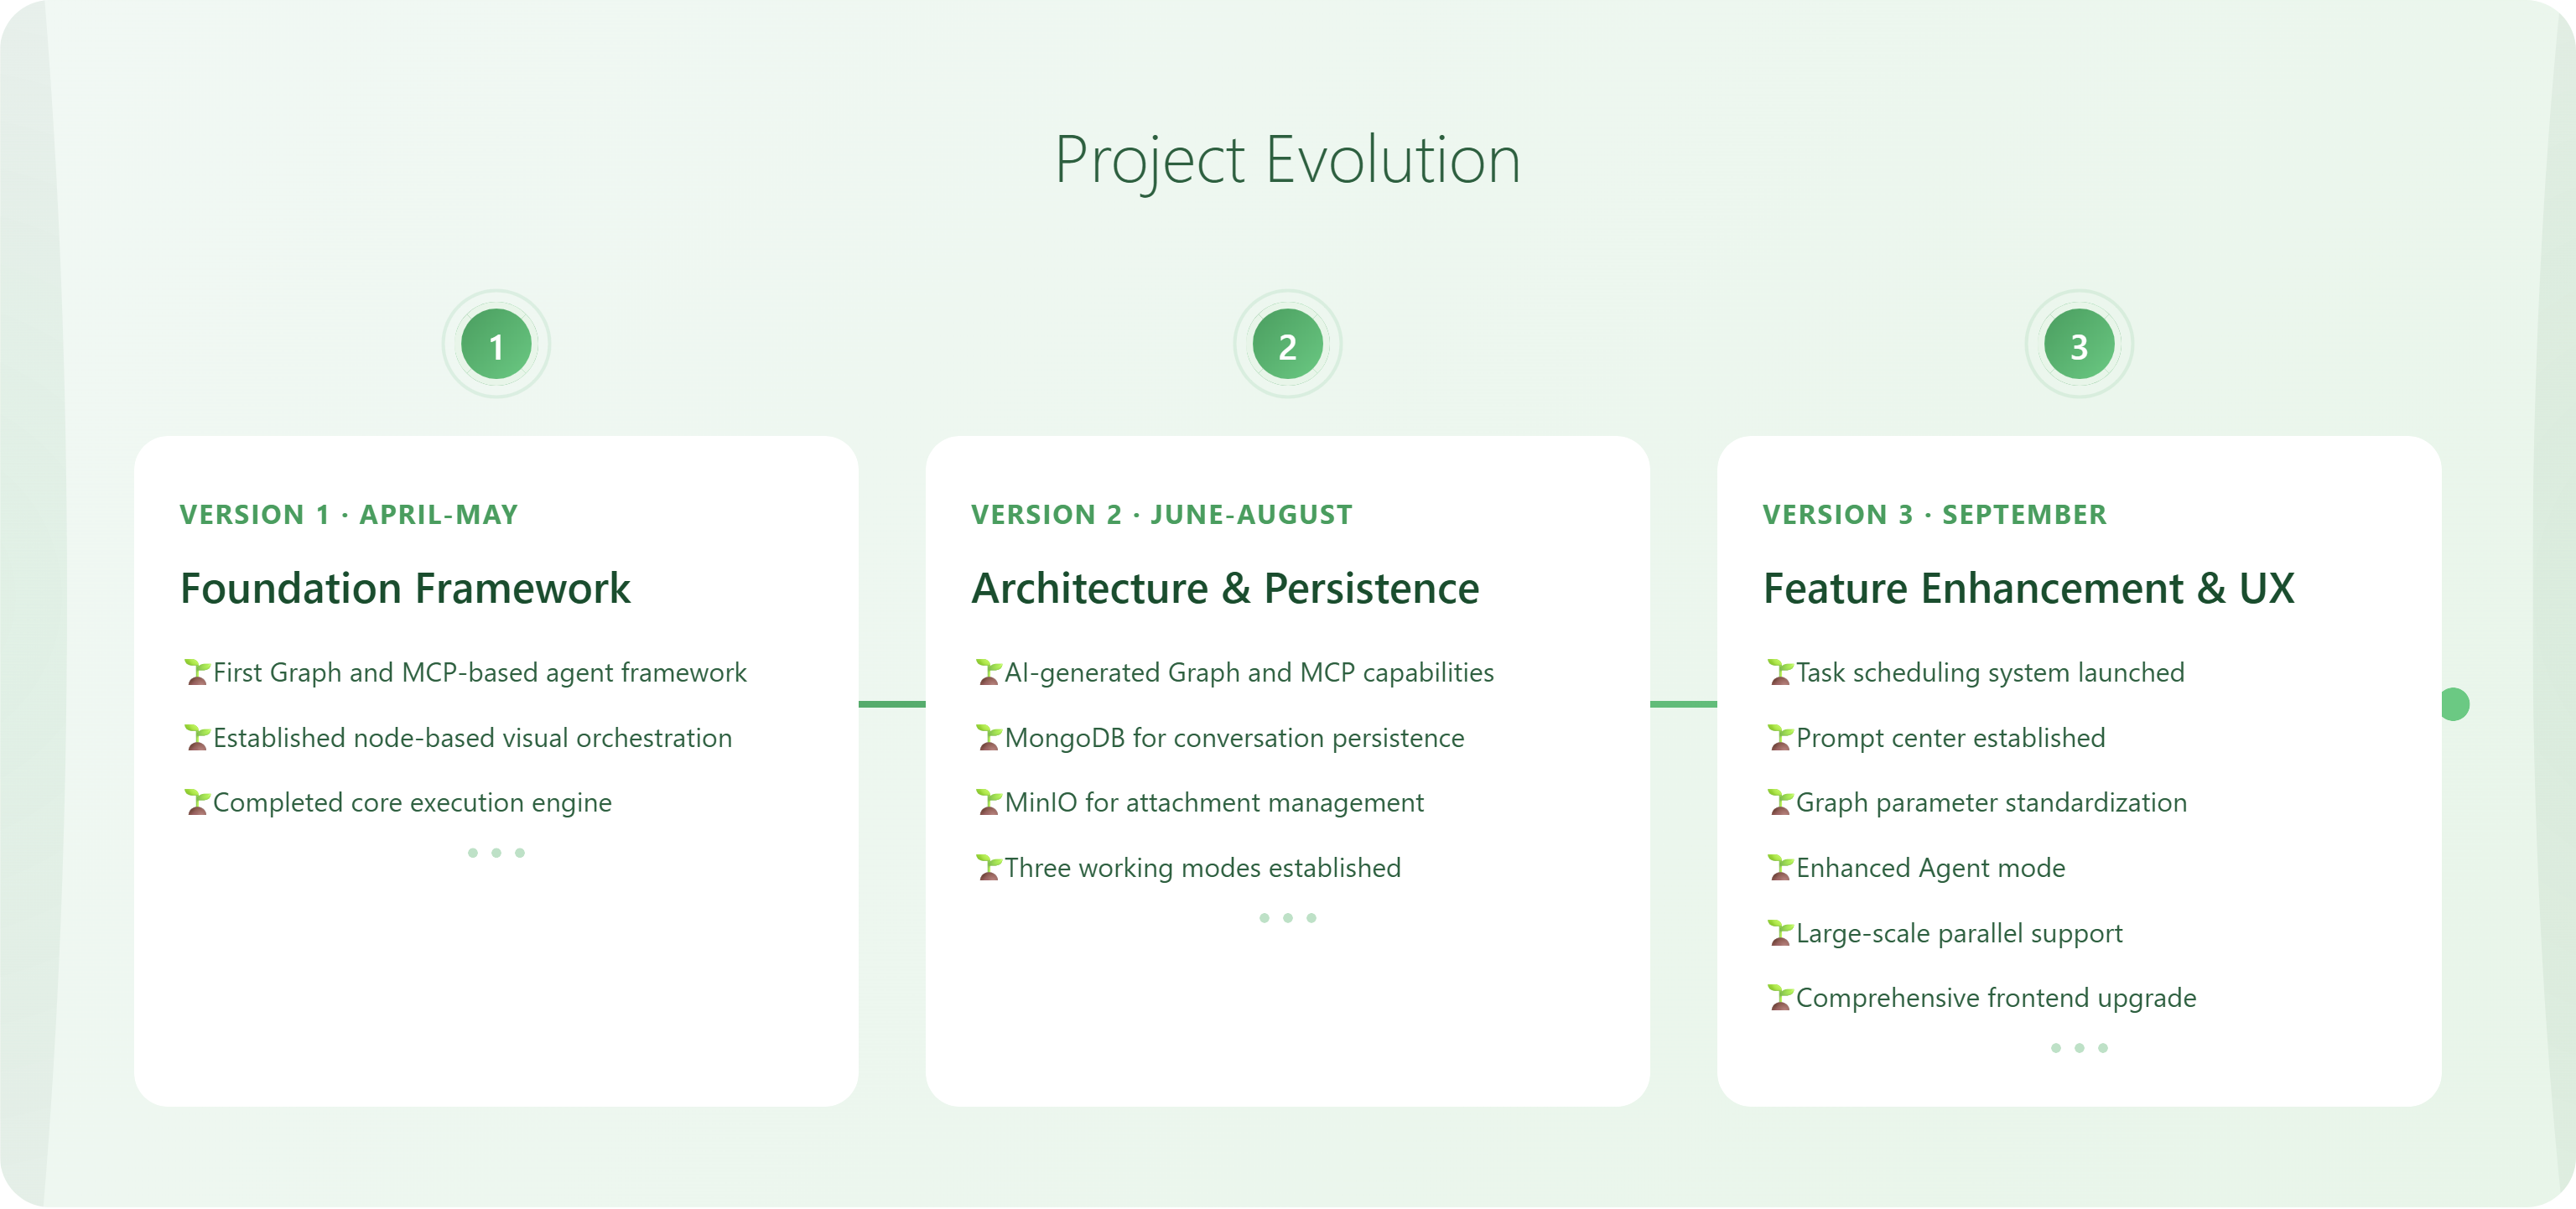 Project Evolution
1
2
3
VERSION 1 · APRIL-MAY
Foundation Framework
First Graph and MCP-based agent framework
Established node-based visual orchestration
Completed core execution engine
VERSION 2 · JUNE-AUGUST
Architecture & Persistence
AI-generated Graph and MCP capabilities
MongoDB for conversation persistence
MinIO for attachment management
Three working modes established
VERSION 3 · SEPTEMBER
Feature Enhancement & UX
Task scheduling system launched
Prompt center established
Graph parameter standardization
Enhanced Agent mode
Large-scale parallel support
Comprehensive frontend upgrade